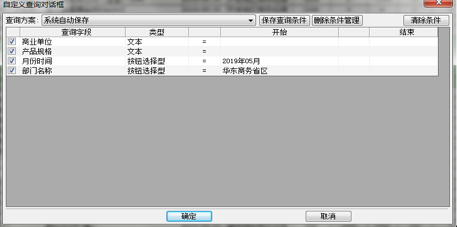 自定义查询对话框
查询方案: 系统自动保存 保存查询条件 删除条件管理 清除条件
查询字段 类型 开始 结束
商业单位 文本 =
产品规格 文本 =
月份时间 按钮选择型 = 2019年05月
部门名称 按钮选择型 = 华东商务省区
确定 取消